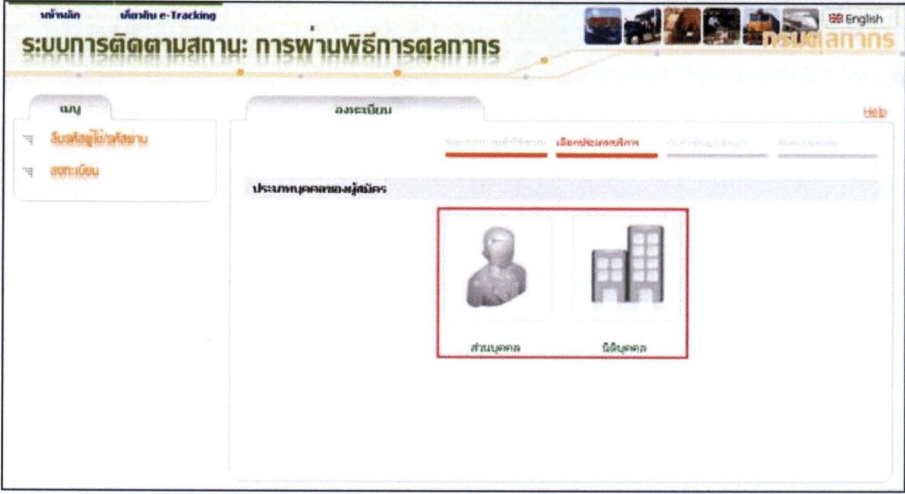 หน้าหลัก เกี่ยวกับ e-Tracking
English
ระบบการติดตามสถานะ การผ่านพิธีการศุลกากร
กรมศุลกากร
เมนู
ลงทะเบียน
Help
ลืมรหัสผู้ใช้/รหัสผ่าน
เลือกประเภทบริการ
ลงทะเบียน
ประเภทบุคคลของผู้สมัคร
ส่วนบุคคล นิติบุคคล